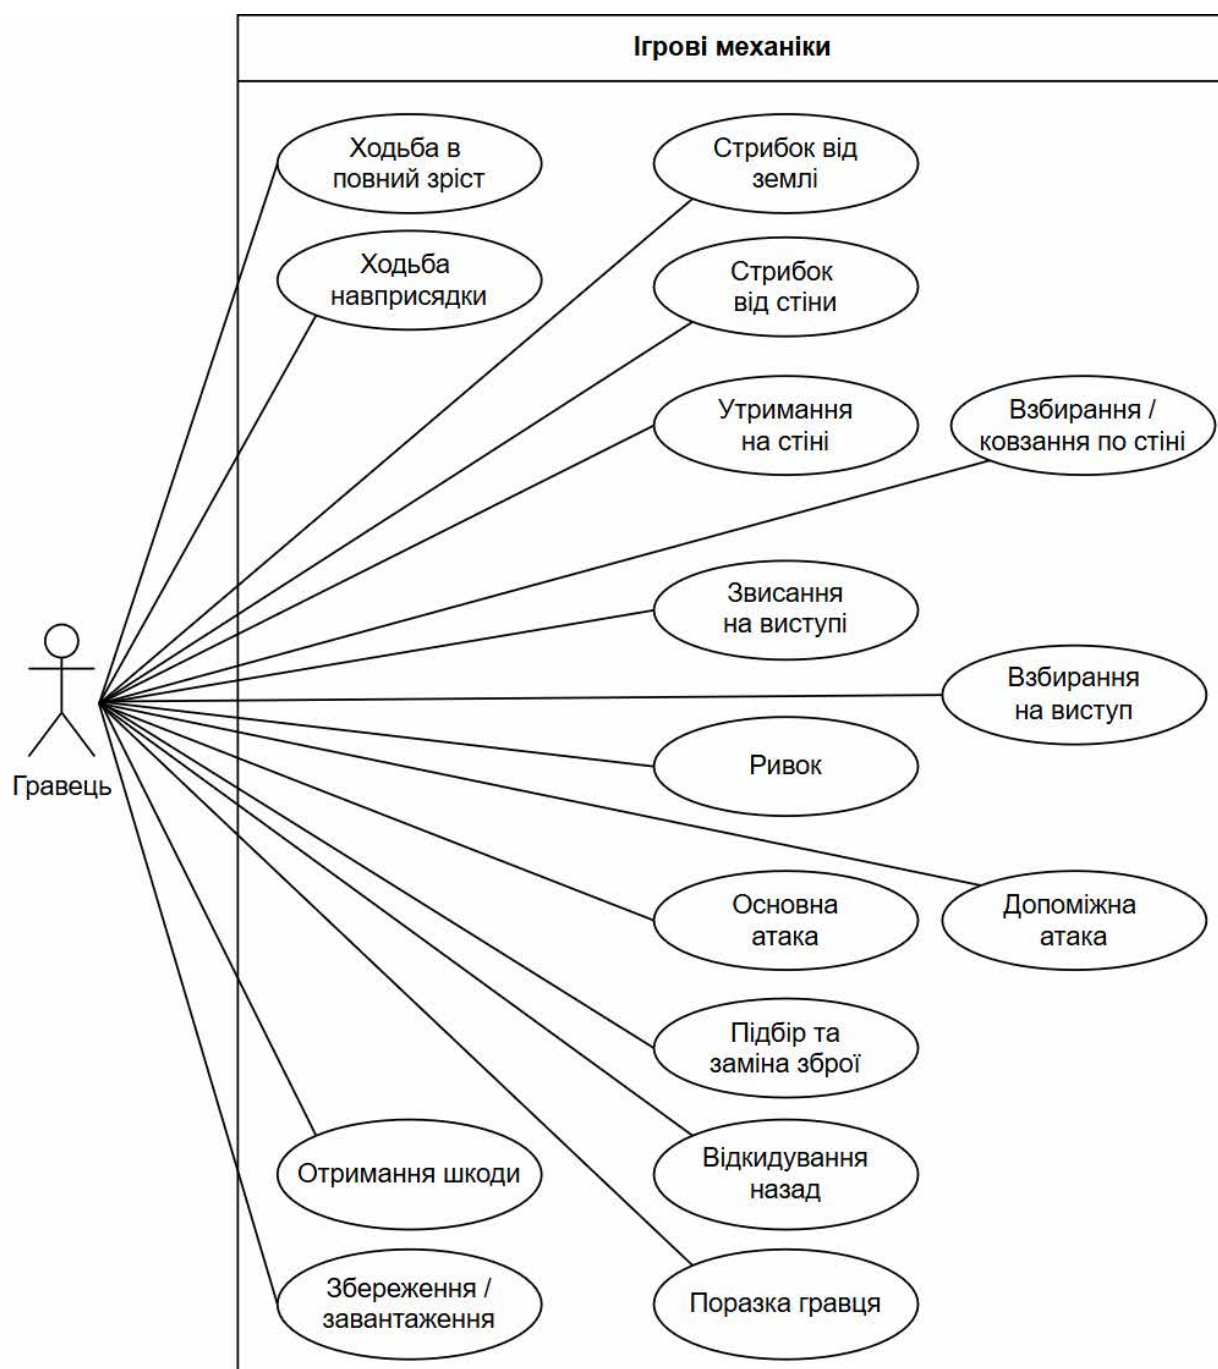 Ігрові механіки
Ходьба в
повний зріст
Стрибок від
землі
Ходьба
навприсядки
Стрибок
від стіни
Утримання
на стіні
Взбирання /
ковзання по стіні
Звисання
на виступі
Взбирання
на виступ
Гравець
Ривок
Основна
атака
Допоміжна
атака
Підбір та
заміна зброї
Отримання шкоди
Відкидування
назад
Збереження /
завантаження
Поразка гравця